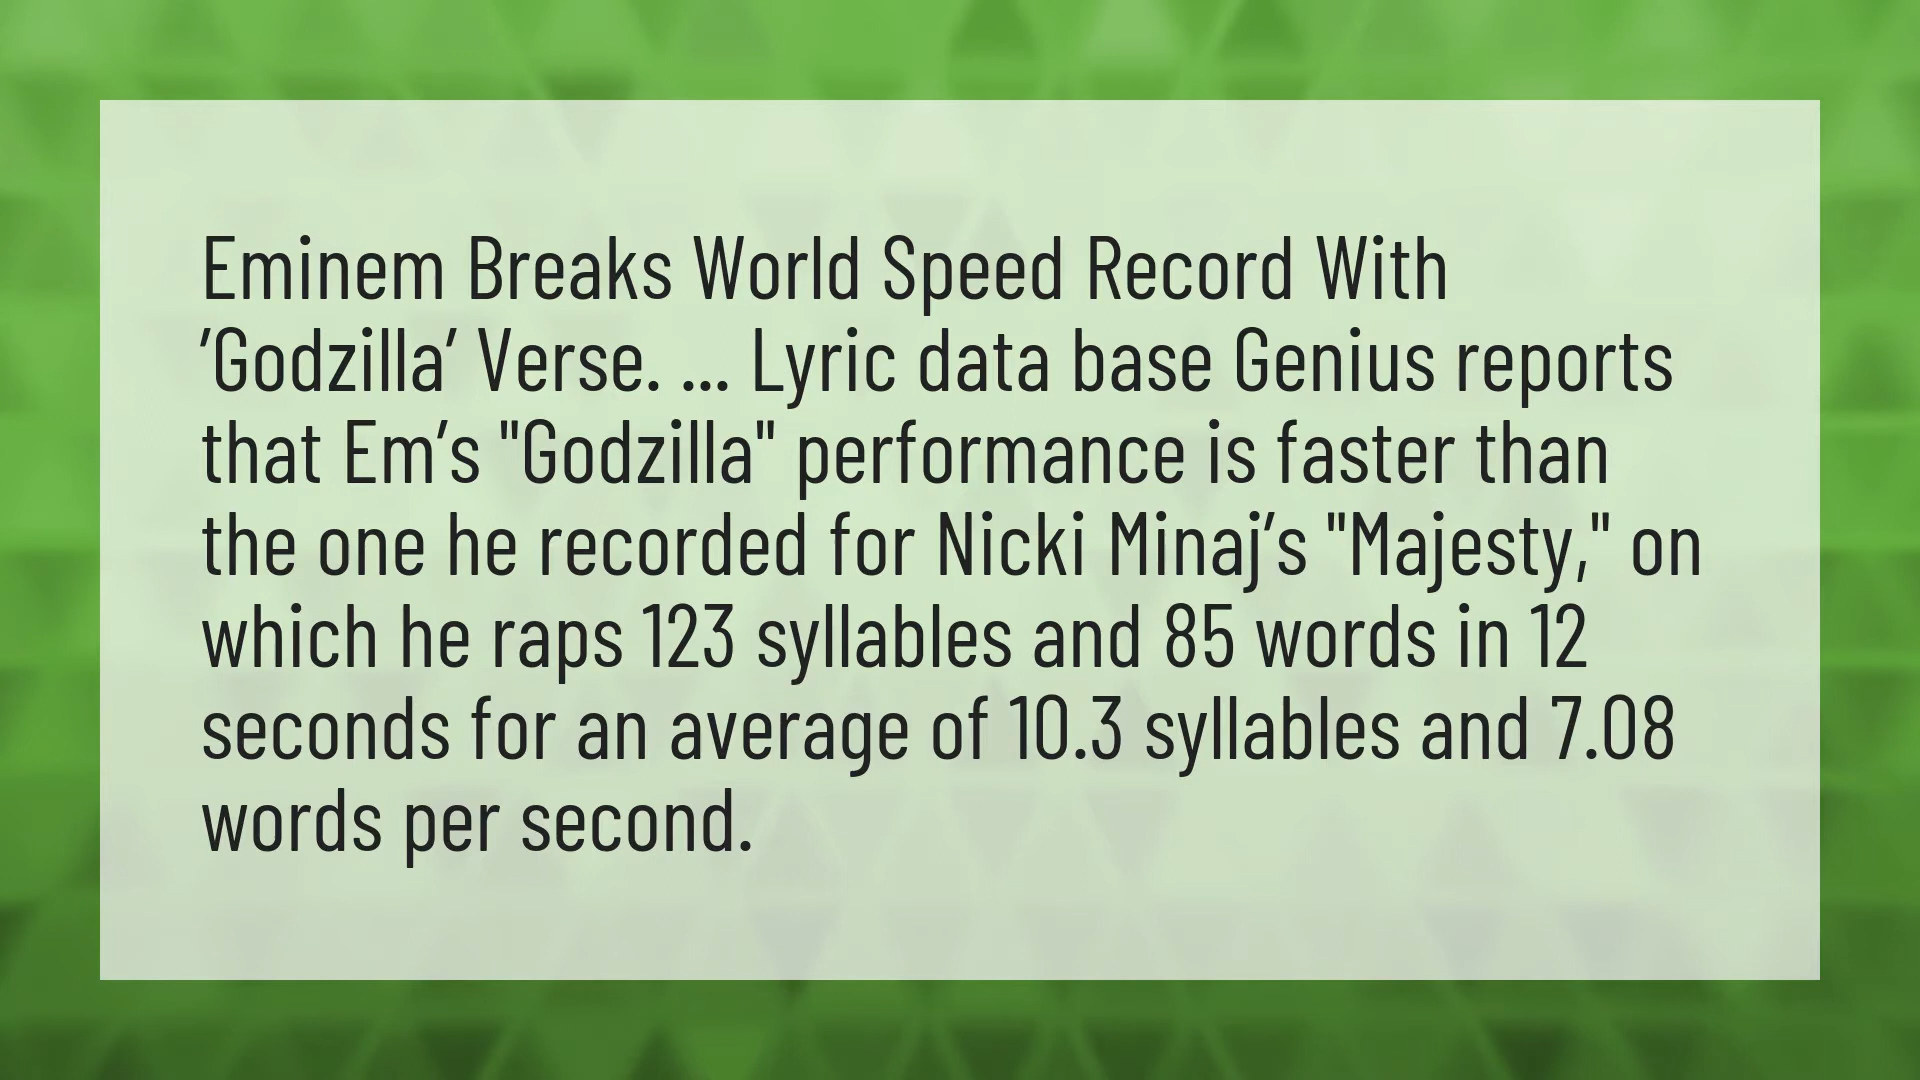 Eminem Breaks World Speed Record With
'Godzilla' Verse. ... Lyric data base Genius reports
that Em's "Godzilla" performance is faster than
the one he recorded for Nicki Minaj's "Majesty," on
which he raps 123 syllables and 85 words in 12
seconds for an average of 10.3 syllables and 7.08
words per second.